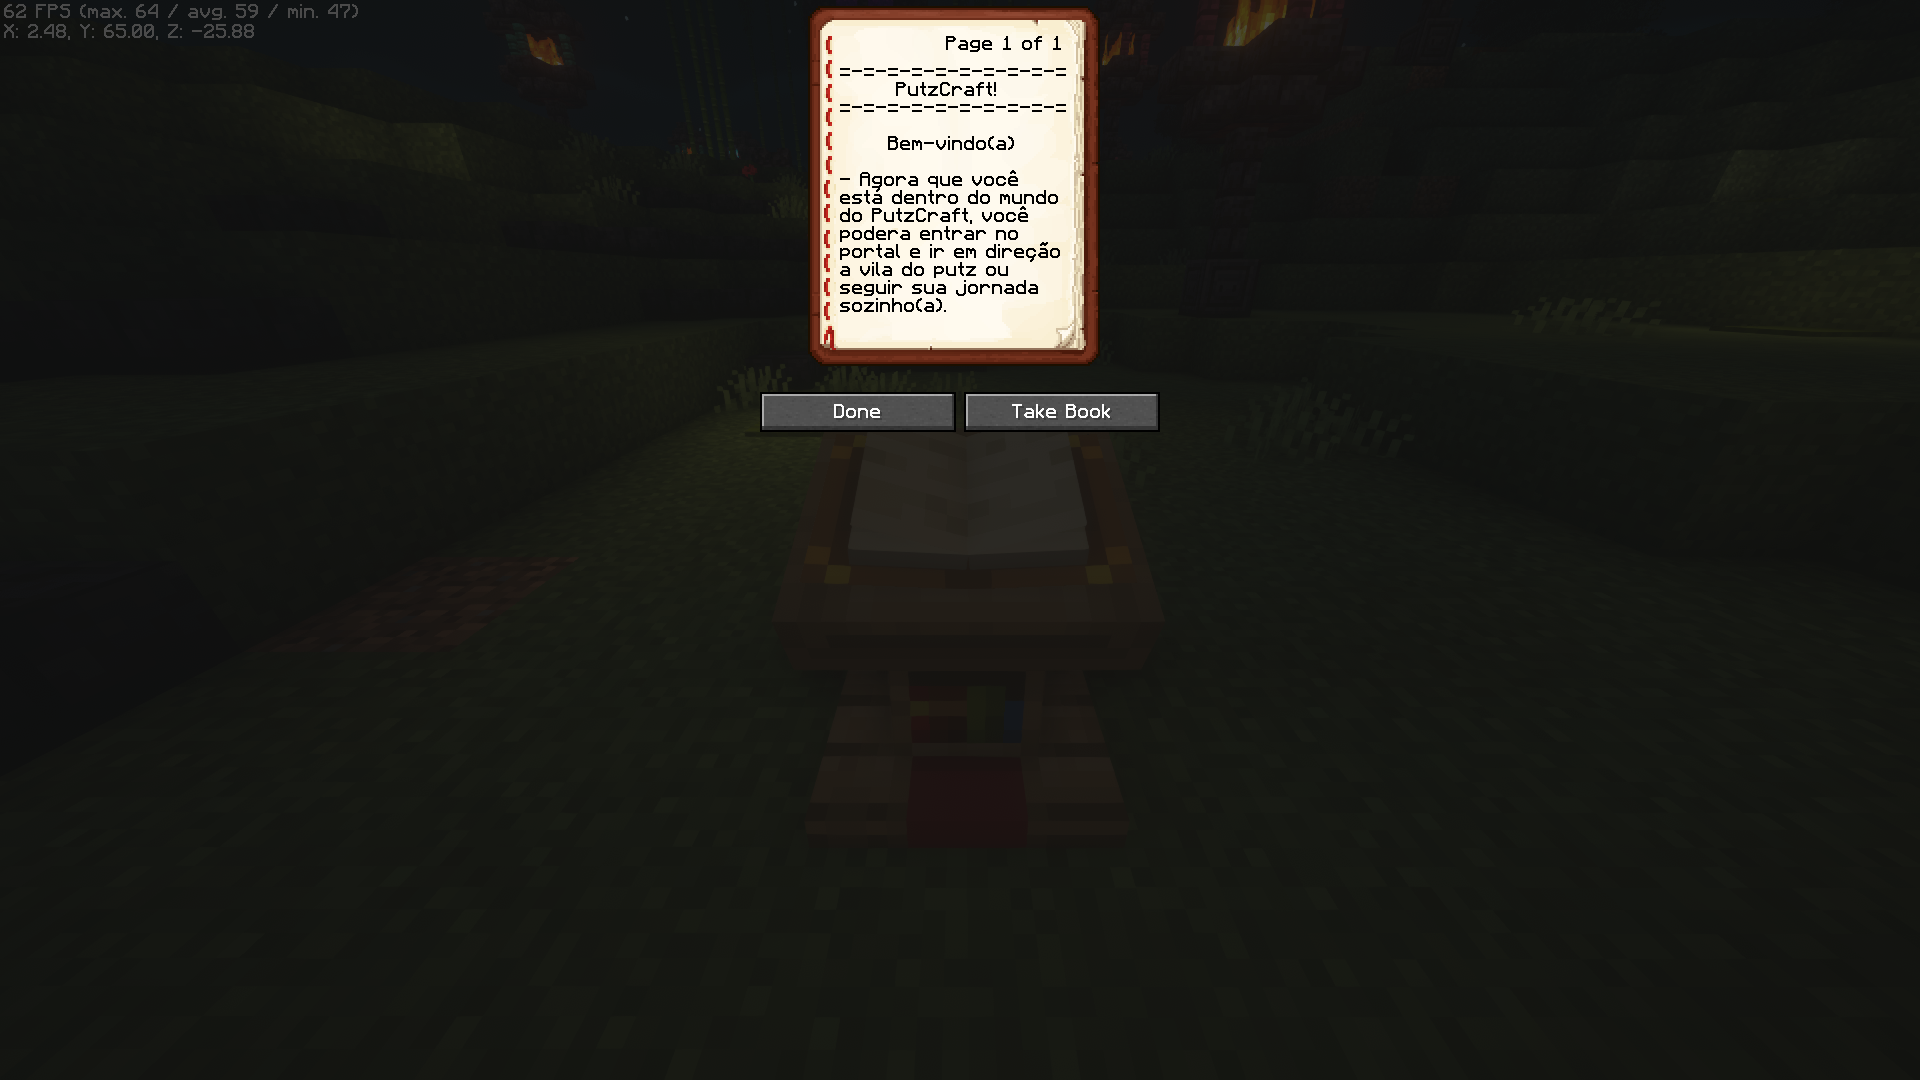 62 FPS (max. 64 / avg. 59 / min. 47)
X: 2.48, Y: 65.00, Z: -25.88
Page 1 of 1
=-=-=-=-=-=-=-=-=-=
PutzCraft!
=-=-=-=-=-=-=-=-=-=
Bem-vindo(a)
- Agora que você
está dentro do mundo
do PutzCraft, você
podera entrar no
portal e ir em direção
a vila do putz ou
seguir sua jornada
sozinho(a).
Done
Take Book